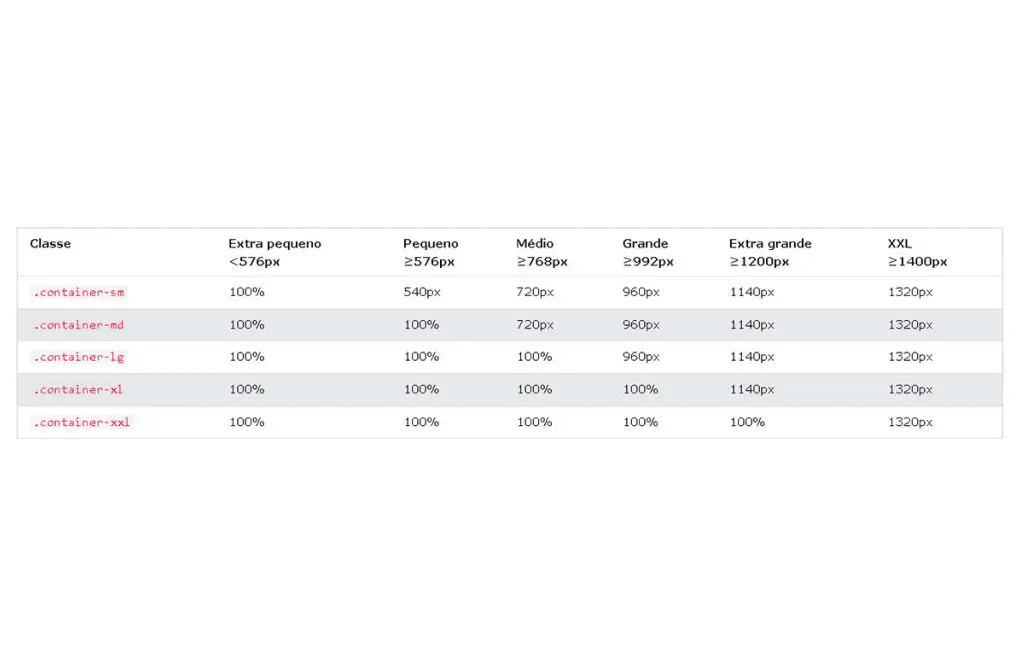 Classe Extra pequeno Pequeno Médio Grande Extra grande XXL
<576px ≥576px ≥768px ≥992px ≥1200px ≥1400px
.container-sm 100% 540px 720px 960px 1140px 1320px
.container-md 100% 100% 720px 960px 1140px 1320px
.container-lg 100% 100% 100% 960px 1140px 1320px
.container-xl 100% 100% 100% 100% 1140px 1320px
.container-xxl 100% 100% 100% 100% 100% 1320px